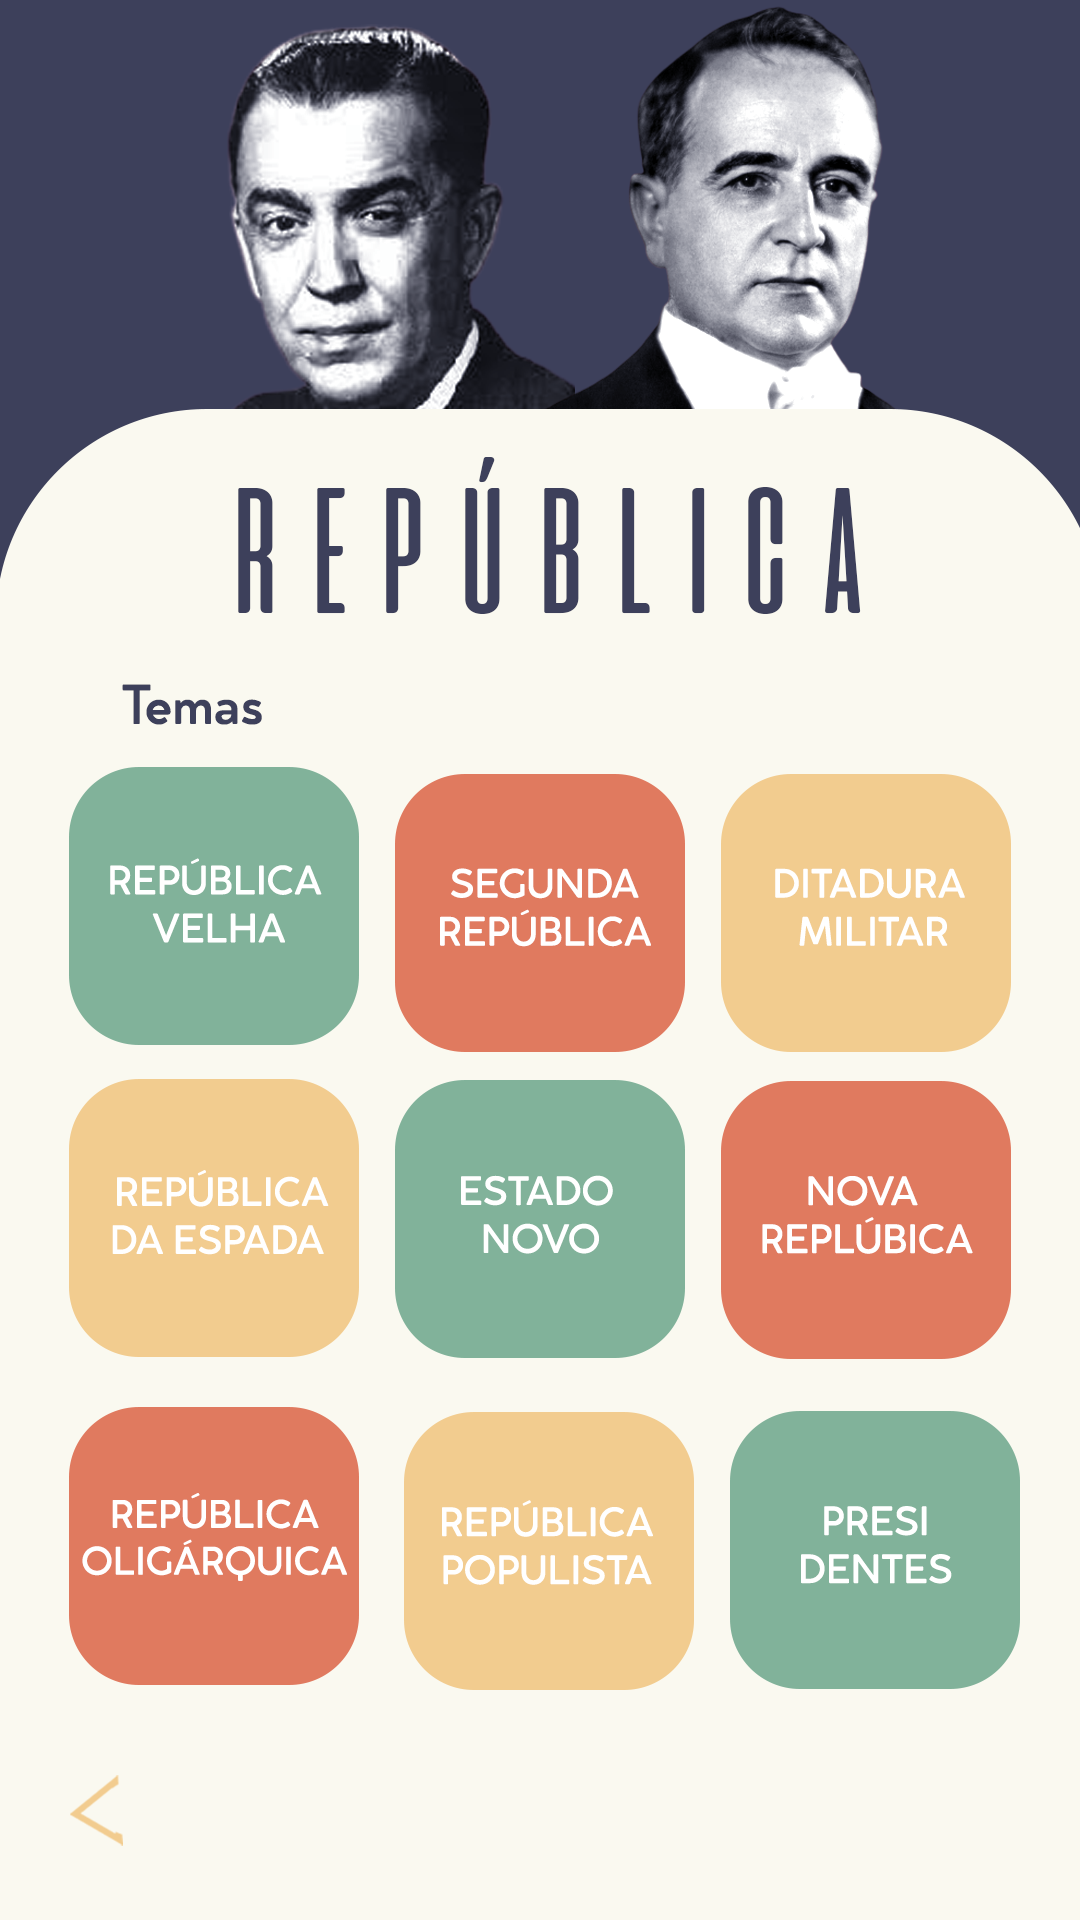 REPÚBLICA
Temas
REPÚBLICA
VELHA
SEGUNDA
REPÚBLICA
DITADURA
MILITAR
REPÚBLICA
DA ESPADA
ESTADO
NOVO
NOVA
REPLÚBICA
REPÚBLICA
OLIGÁRQUICA
REPÚBLICA
POPULISTA
PRESI
DENTES